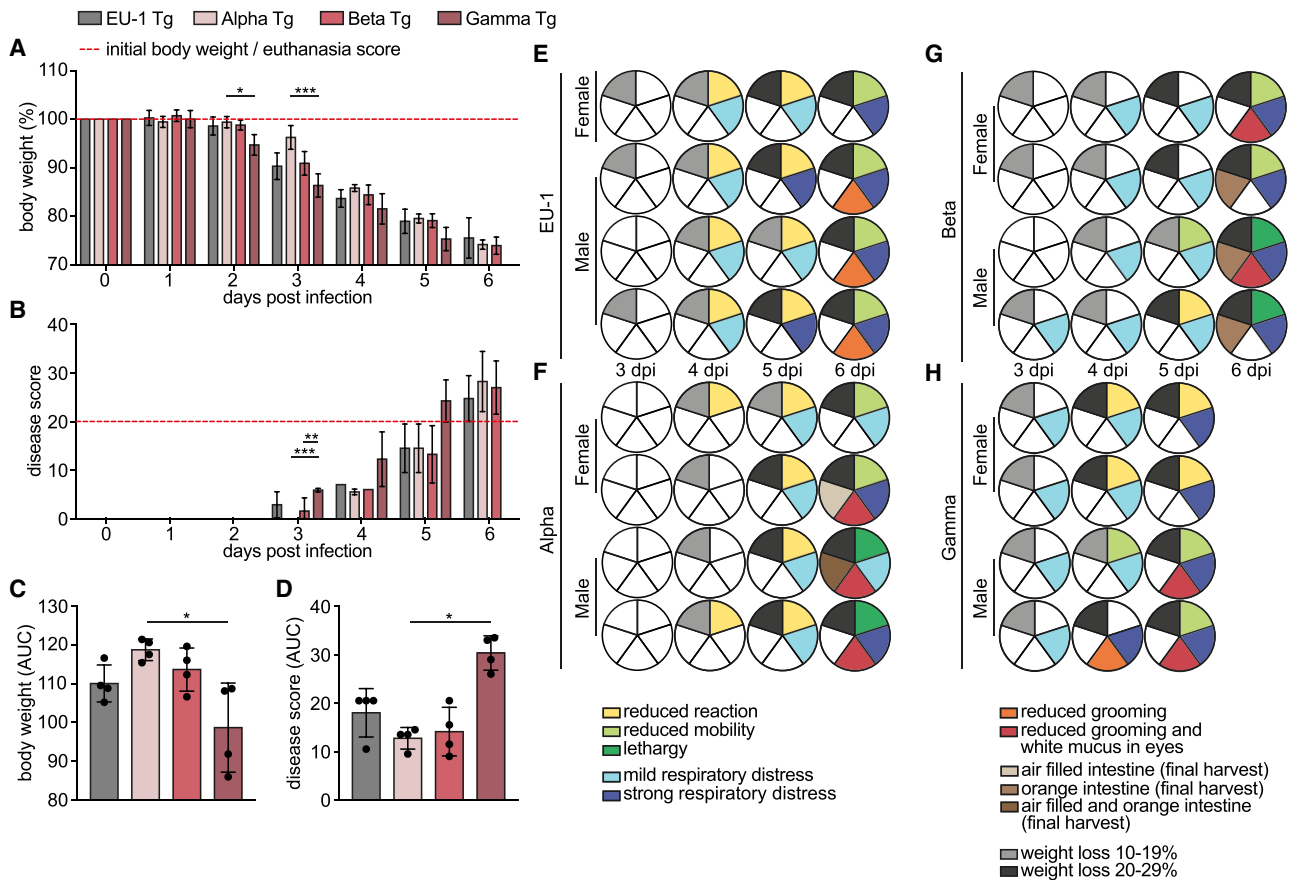 EU-1 Tg Alpha Tg Beta Tg Gamma Tg
initial body weight / euthanasia score
A
body weight (%)
110
100
90
80
70
* ***
0 1 2 3 4 5 6
days post infection
B
disease score
40
30
20
10
0
**
***
0 1 2 3 4 5 6
days post infection
C
body weight (AUC)
130
120
110
100
90
80
*
D
disease score (AUC)
40
30
20
10
0
*
E
EU-1
Female
Male
3 dpi 4 dpi 5 dpi 6 dpi
F
Alpha
Female
Male
G
Beta
Female
Male
3 dpi 4 dpi 5 dpi 6 dpi
H
Gamma
Female
Male
reduced reaction
reduced mobility
lethargy
mild respiratory distress
strong respiratory distress
reduced grooming
reduced grooming and
white mucus in eyes
air filled intestine (final harvest)
orange intestine (final harvest)
air filled and orange intestine
(final harvest)
weight loss 10-19%
weight loss 20-29%